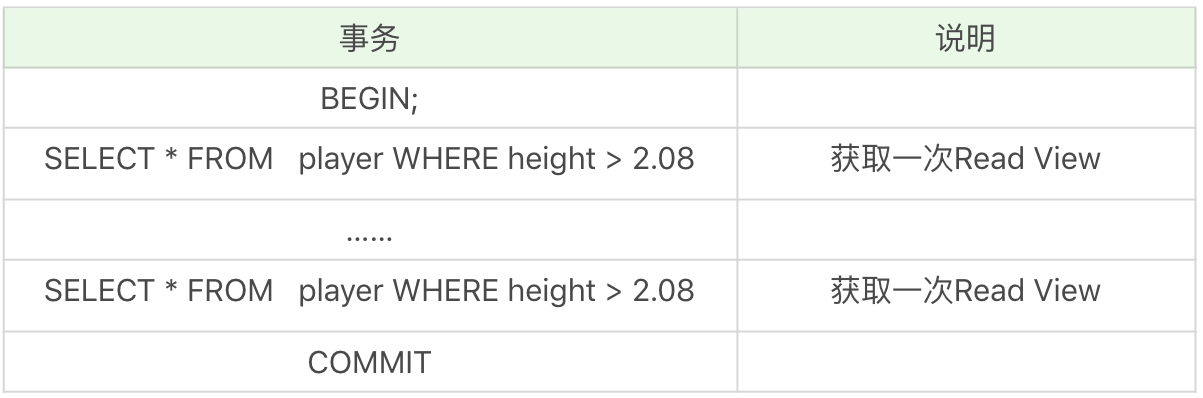 事务 说明
BEGIN;
SELECT * FROM player WHERE height > 2.08 获取一次Read View
......
SELECT * FROM player WHERE height > 2.08 获取一次Read View
COMMIT